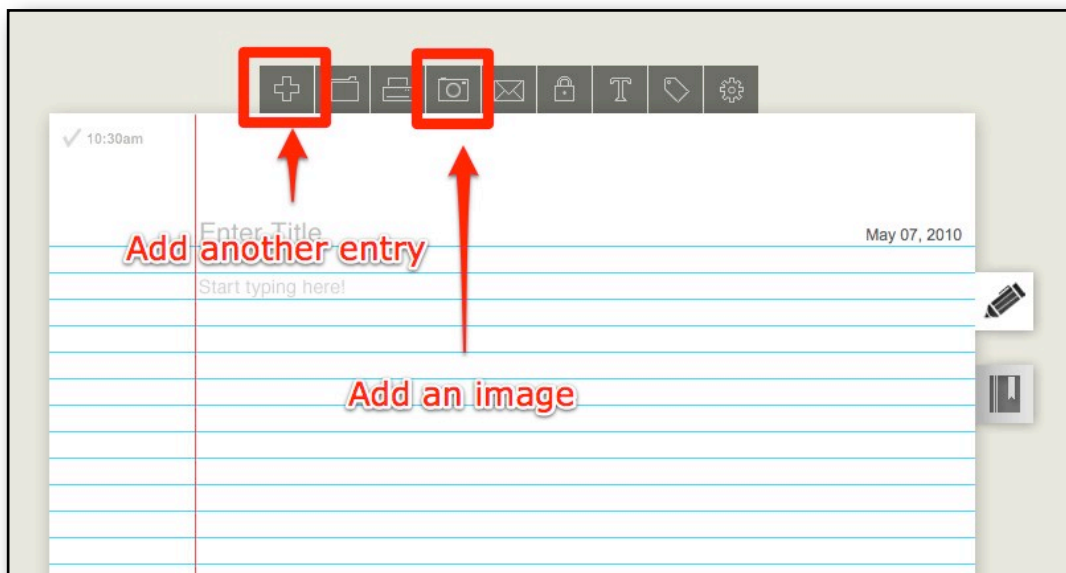 10:30am
Enter Title
May 07, 2010
Add another entry
Start typing here!
Add an image